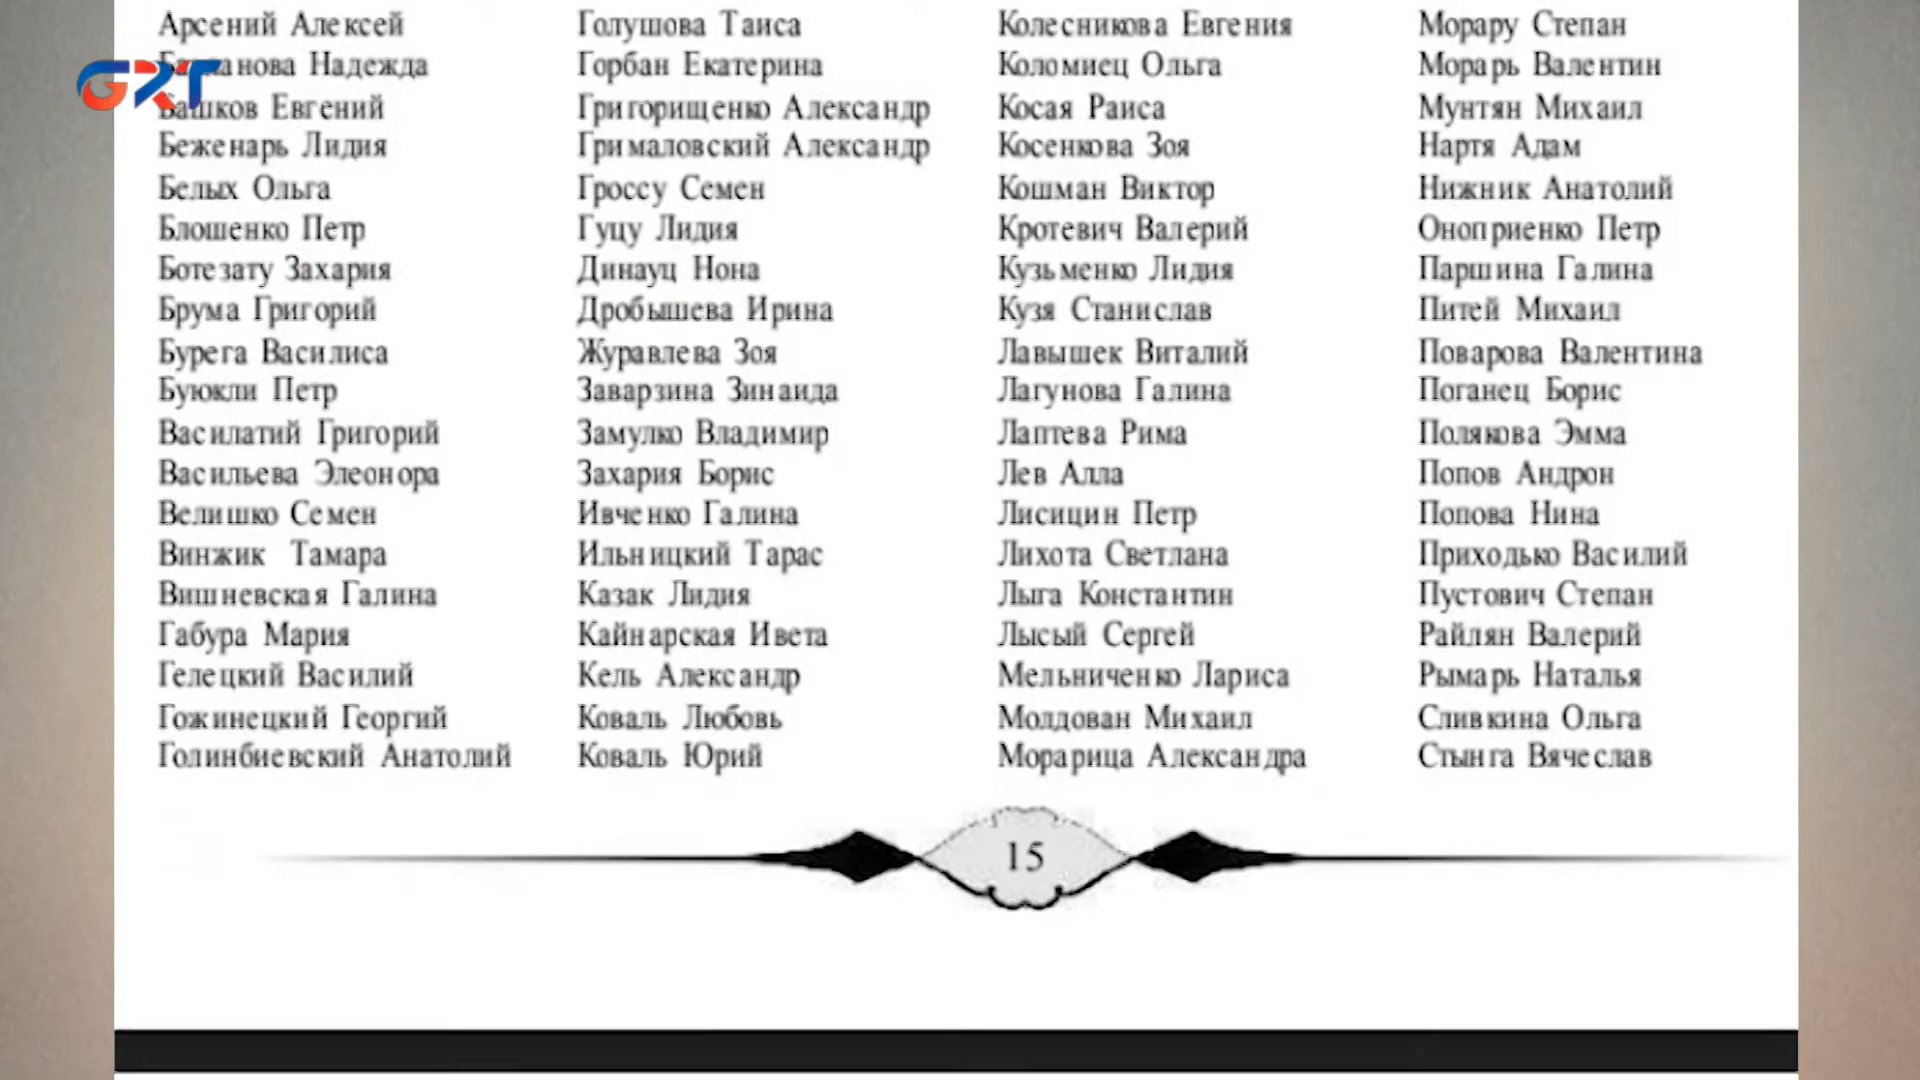 Арсений Алексей
Надежда
Башков Евгений
Беженарь Лидия
Белых Ольга
Блошенко Петр
Ботезату Захария
Брума Григорий
Бурега Василиса
Буюкли Петр
Василатий Григорий
Васильева Элеонора
Велишко Семен
Винжик Тамара
Вишневская Галина
Габура Мария
Гелецкий Василий
Гожинецкий Георгий
Голинбиевский Анатолий
Голушова Таиса
Горбан Екатерина
Григорищенко Александр
Грималовский Александр
Гроссу Семен
Гуцу Лидия
Динауц Нона
Дробышева Ирина
Журавлева Зоя
Заварзина Зинаида
Замулко Владимир
Захария Борис
Ивченко Галина
Ильницкий Тарас
Казак Лидия
Кайнарская Ивета
Кель Александр
Коваль Любовь
Коваль Юрий
Колесникова Евгения
Коломиец Ольга
Косая Раиса
Косенкова Зоя
Кошман Виктор
Кротевич Валерий
Кузьменко Лидия
Кузя Станислав
Лавышек Виталий
Лагунова Галина
Лаптева Рима
Лев Алла
Лисицин Петр
Лихота Светлана
Лыга Константин
Лысый Сергей
Мельниченко Лариса
Молдован Михаил
Морарица Александра
Морару Степан
Морарь Валентин
Мунтян Михаил
Нартя Адам
Нижник Анатолий
Оноприенко Петр
Паршина Галина
Питей Михаил
Поварова Валентина
Поганец Борис
Полякова Эмма
Попов Андрон
Попова Нина
Приходько Василий
Пустович Степан
Райлян Валерий
Рымарь Наталья
Сливкина Ольга
Стынга Вячеслав
15
GRT